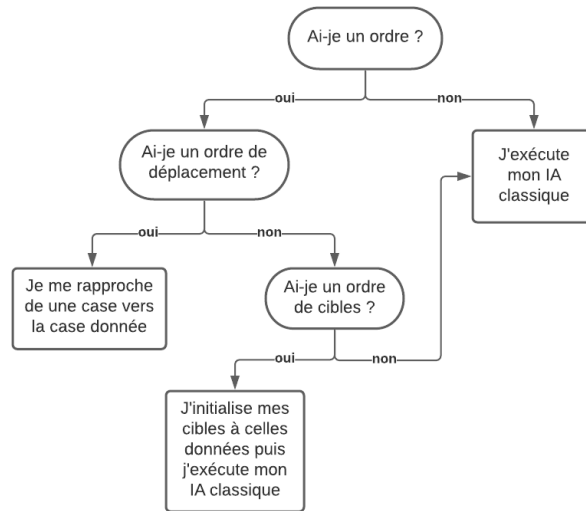 Ai-je un ordre ?
oui
non
Ai-je un ordre de
déplacement ?
J'exécute
mon IA
classique
oui
non
Je me rapproche
de une case vers
la case donnée
Ai-je un ordre
de cibles ?
oui
non
J'initialise mes
cibles à celles
données puis
j'exécute mon
IA classique